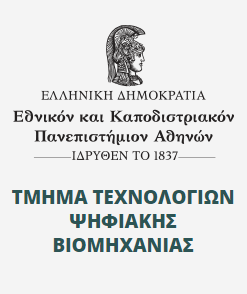 ΕΛΛΗΝΙΚΗ ΔΗΜΟΚΡΑΤΙΑ
Εθνικόν και Καποδιστριακόν
Πανεπιστήμιον Αθηνών
ΙΔΡΥΘΕΝ ΤΟ 1837
ΤΜΗΜΑ ΤΕΧΝΟΛΟΓΙΩΝ
ΨΗΦΙΑΚΗΣ
ΒΙΟΜΗΧΑΝΙΑΣ